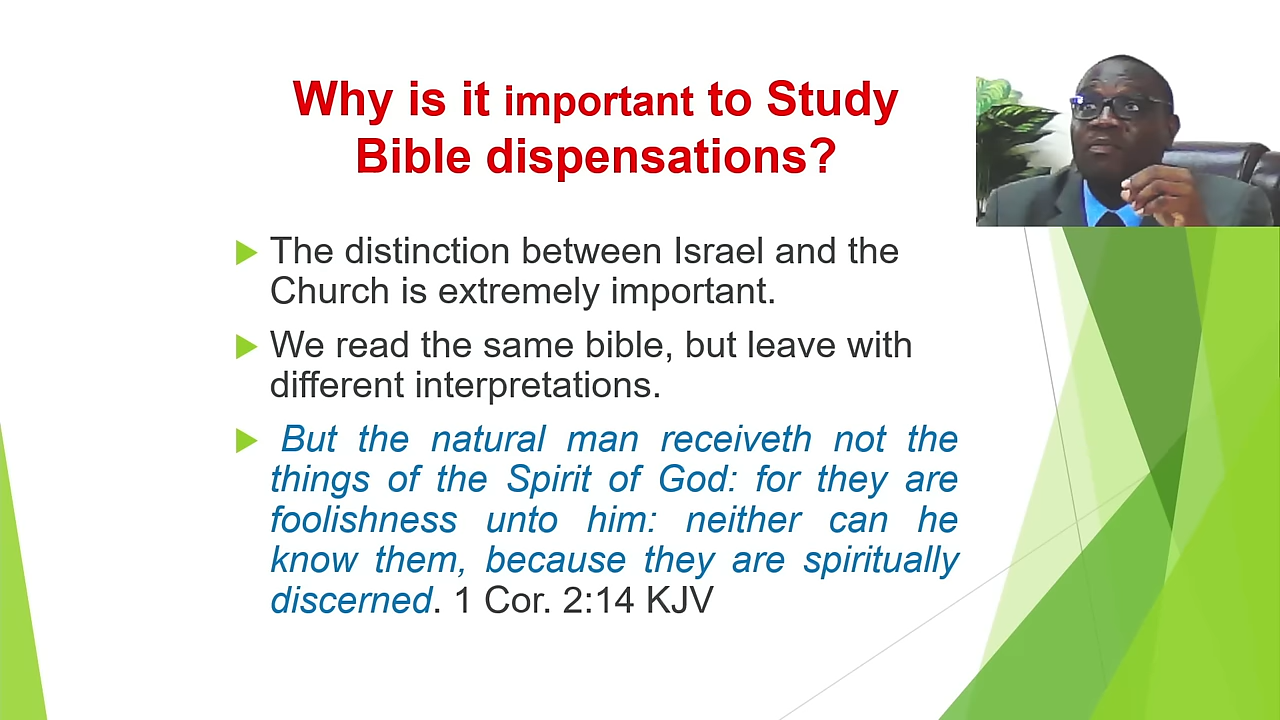 Why is it important to Study
Bible dispensations?
The distinction between Israel and the
Church is extremely important.
We read the same bible, but leave with
different interpretations.
But the natural man receiveth not the
things of the Spirit of God: for they are
foolishness unto him: neither can he
know them, because they are spiritually
discerned. 1 Cor. 2:14 KJV